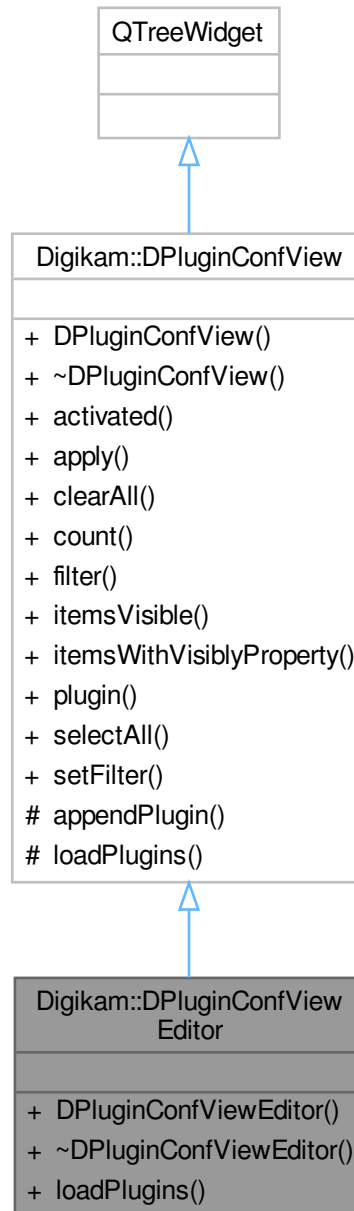 QTreeWidget
Digikam::DPluginConfView
+ DPluginConfView()
+ ~DPluginConfView()
+ activated()
+ apply()
+ clearAll()
+ count()
+ filter()
+ itemsVisible()
+ itemsWithVisiblyProperty()
+ plugin()
+ selectAll()
+ setFilter()
# appendPlugin()
# loadPlugins()
Digikam::DPluginConfView
Editor
+ DPluginConfViewEditor()
+ ~DPluginConfViewEditor()
+ loadPlugins()